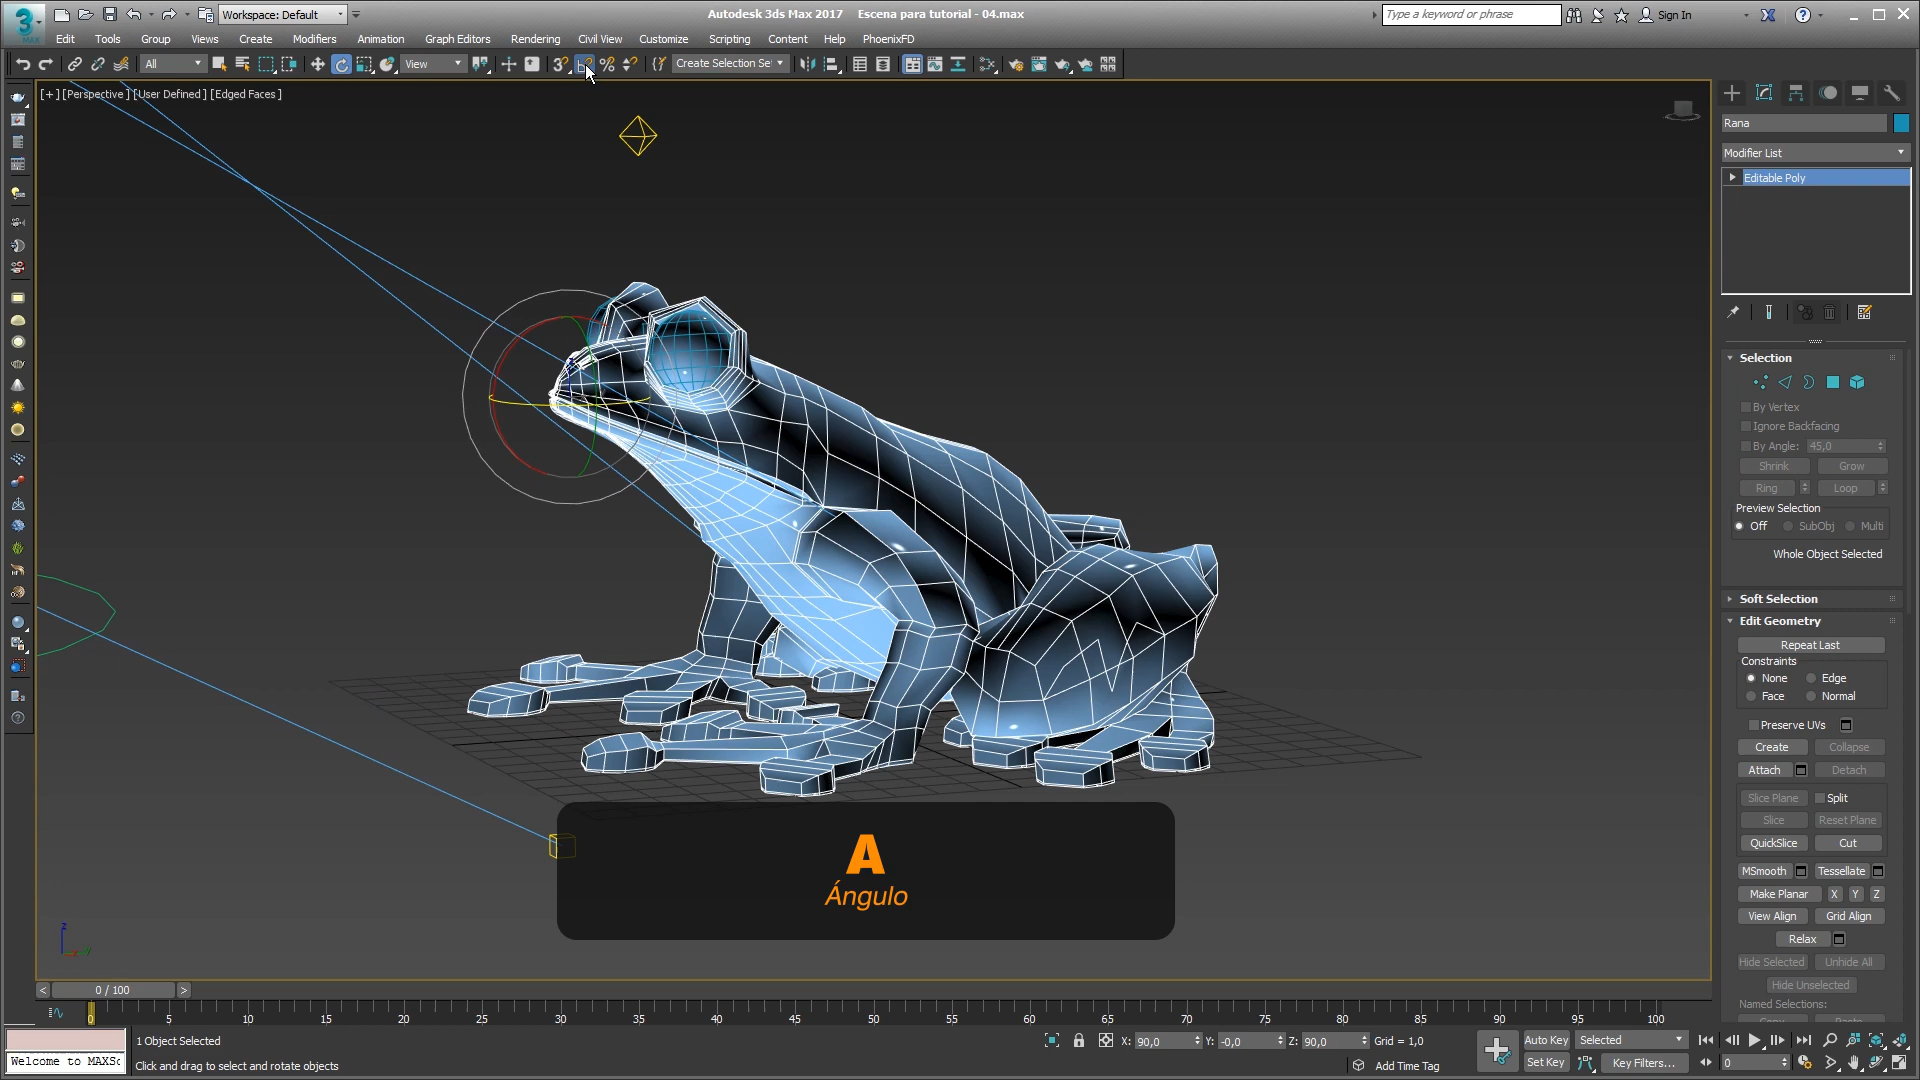 Workspace: Default
Autodesk 3ds Max 2017    Escena para tutorial - 04.max
Type a keyword or phrase
Sign In
3
MAX
Edit Tools Group Views Create Modifiers Animation Graph Editors Rendering Civil View Customize Scripting Content Help PhoenixFD
All
View
Create Selection Se
[+] [Perspective ] [User Defined ] [Edged Faces ]
Rana
Modifier List
Editable Poly
Selection
By Vertex
Ignore Backfacing
By Angle: 45,0
Shrink Grow
Ring Loop
Preview Selection
Off SubObj Multi
Whole Object Selected
Soft Selection
Edit Geometry
Repeat Last
Constraints
None Edge
Face Normal
Preserve UVs
Create Collapse
Attach Detach
Slice Plane Split
Slice Reset Plane
QuickSlice Cut
MSmooth Tessellate
Make Planar X Y Z
View Align Grid Align
Relax
Hide Selected Unhide All
Hide Unselected
Named Selections:
Copy Paste
A
Ángulo
z
y
< 0 / 100 >
0 5 10 15 20 25 30 35 40 45 50 55 60 65 70 75 80 85 90 95 100
1 Object Selected
X: 90,0 Y: -0,0 Z: 90,0 Grid = 1,0
Auto Key Selected
Welcome to MAXSc
Click and drag to select and rotate objects
Add Time Tag
Set Key Key Filters... 0